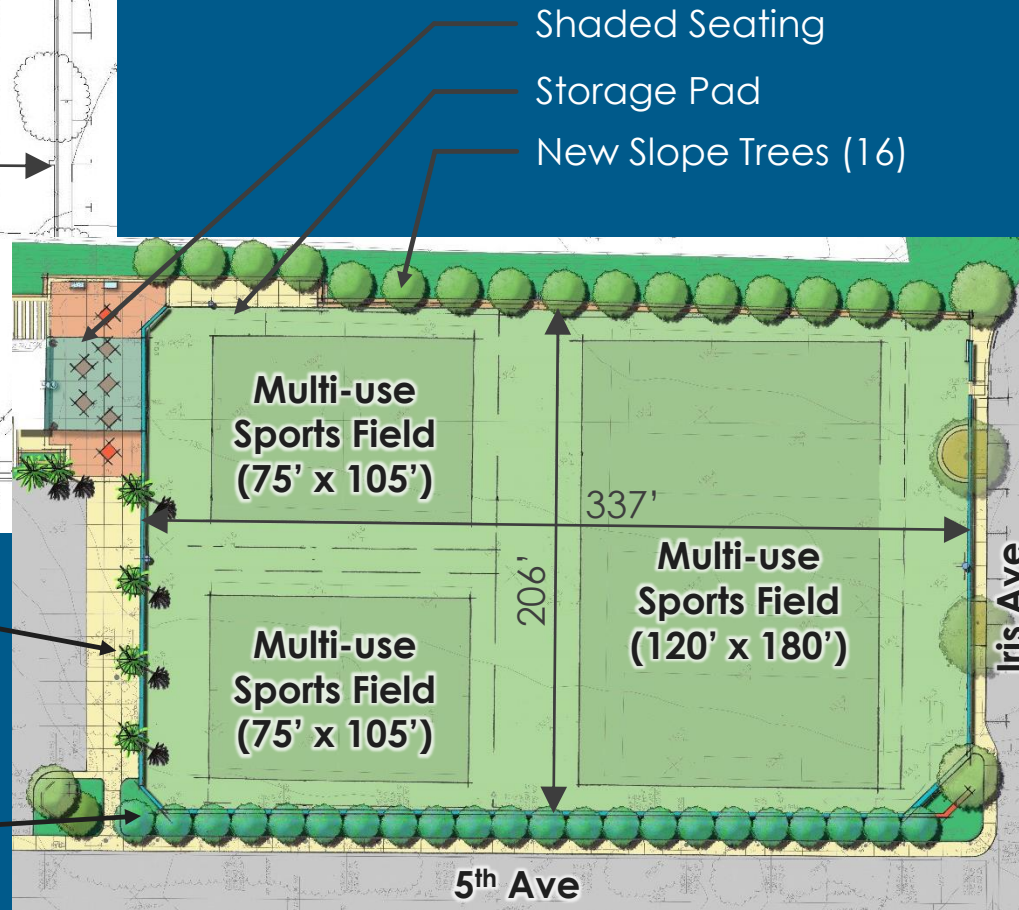 Shaded Seating
Storage Pad
New Slope Trees (16)
Multi-use
Sports Field
(75’ x 105’)
337’
206’
Multi-use
Sports Field
(120’ x 180’)
Iris Ave
Multi-use
Sports Field
(75’ x 105’)
5th Ave